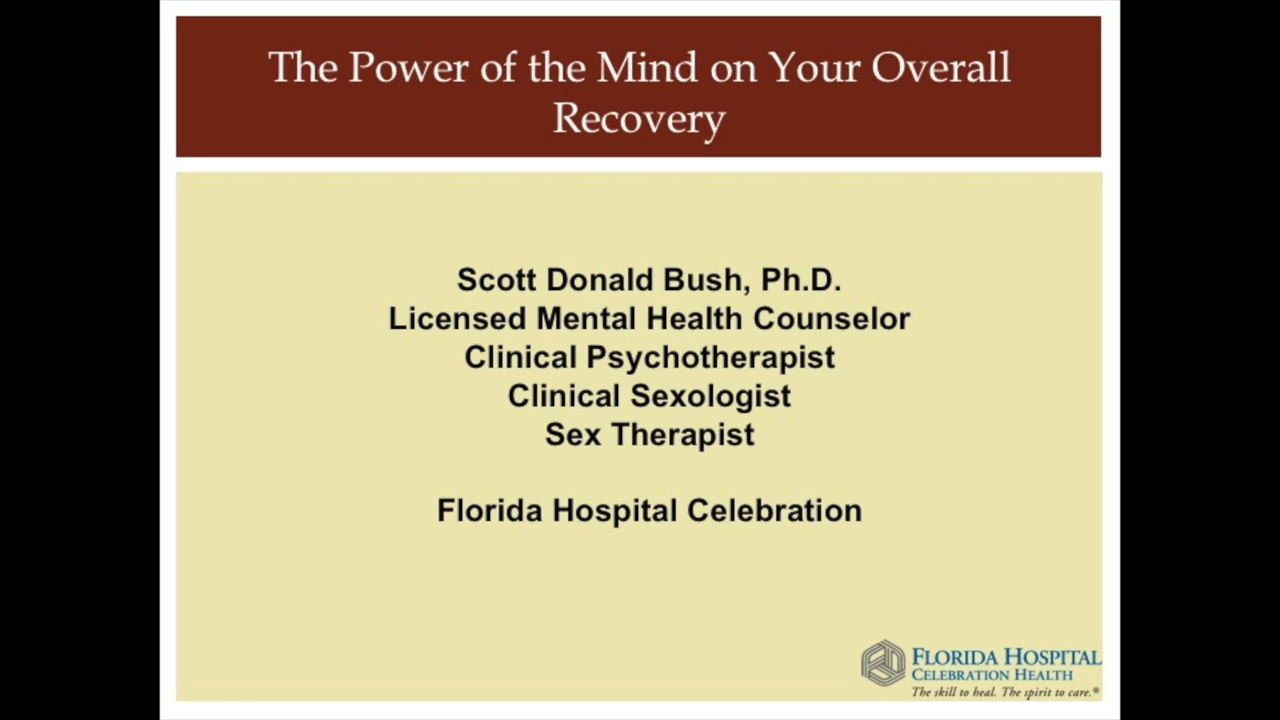 The Power of the Mind on Your Overall
Recovery
Scott Donald Bush, Ph.D.
Licensed Mental Health Counselor
Clinical Psychotherapist
Clinical Sexologist
Sex Therapist
Florida Hospital Celebration
FLORIDA HOSPITAL
CELEBRATION HEALTH
The skill to heal. The spirit to care.®